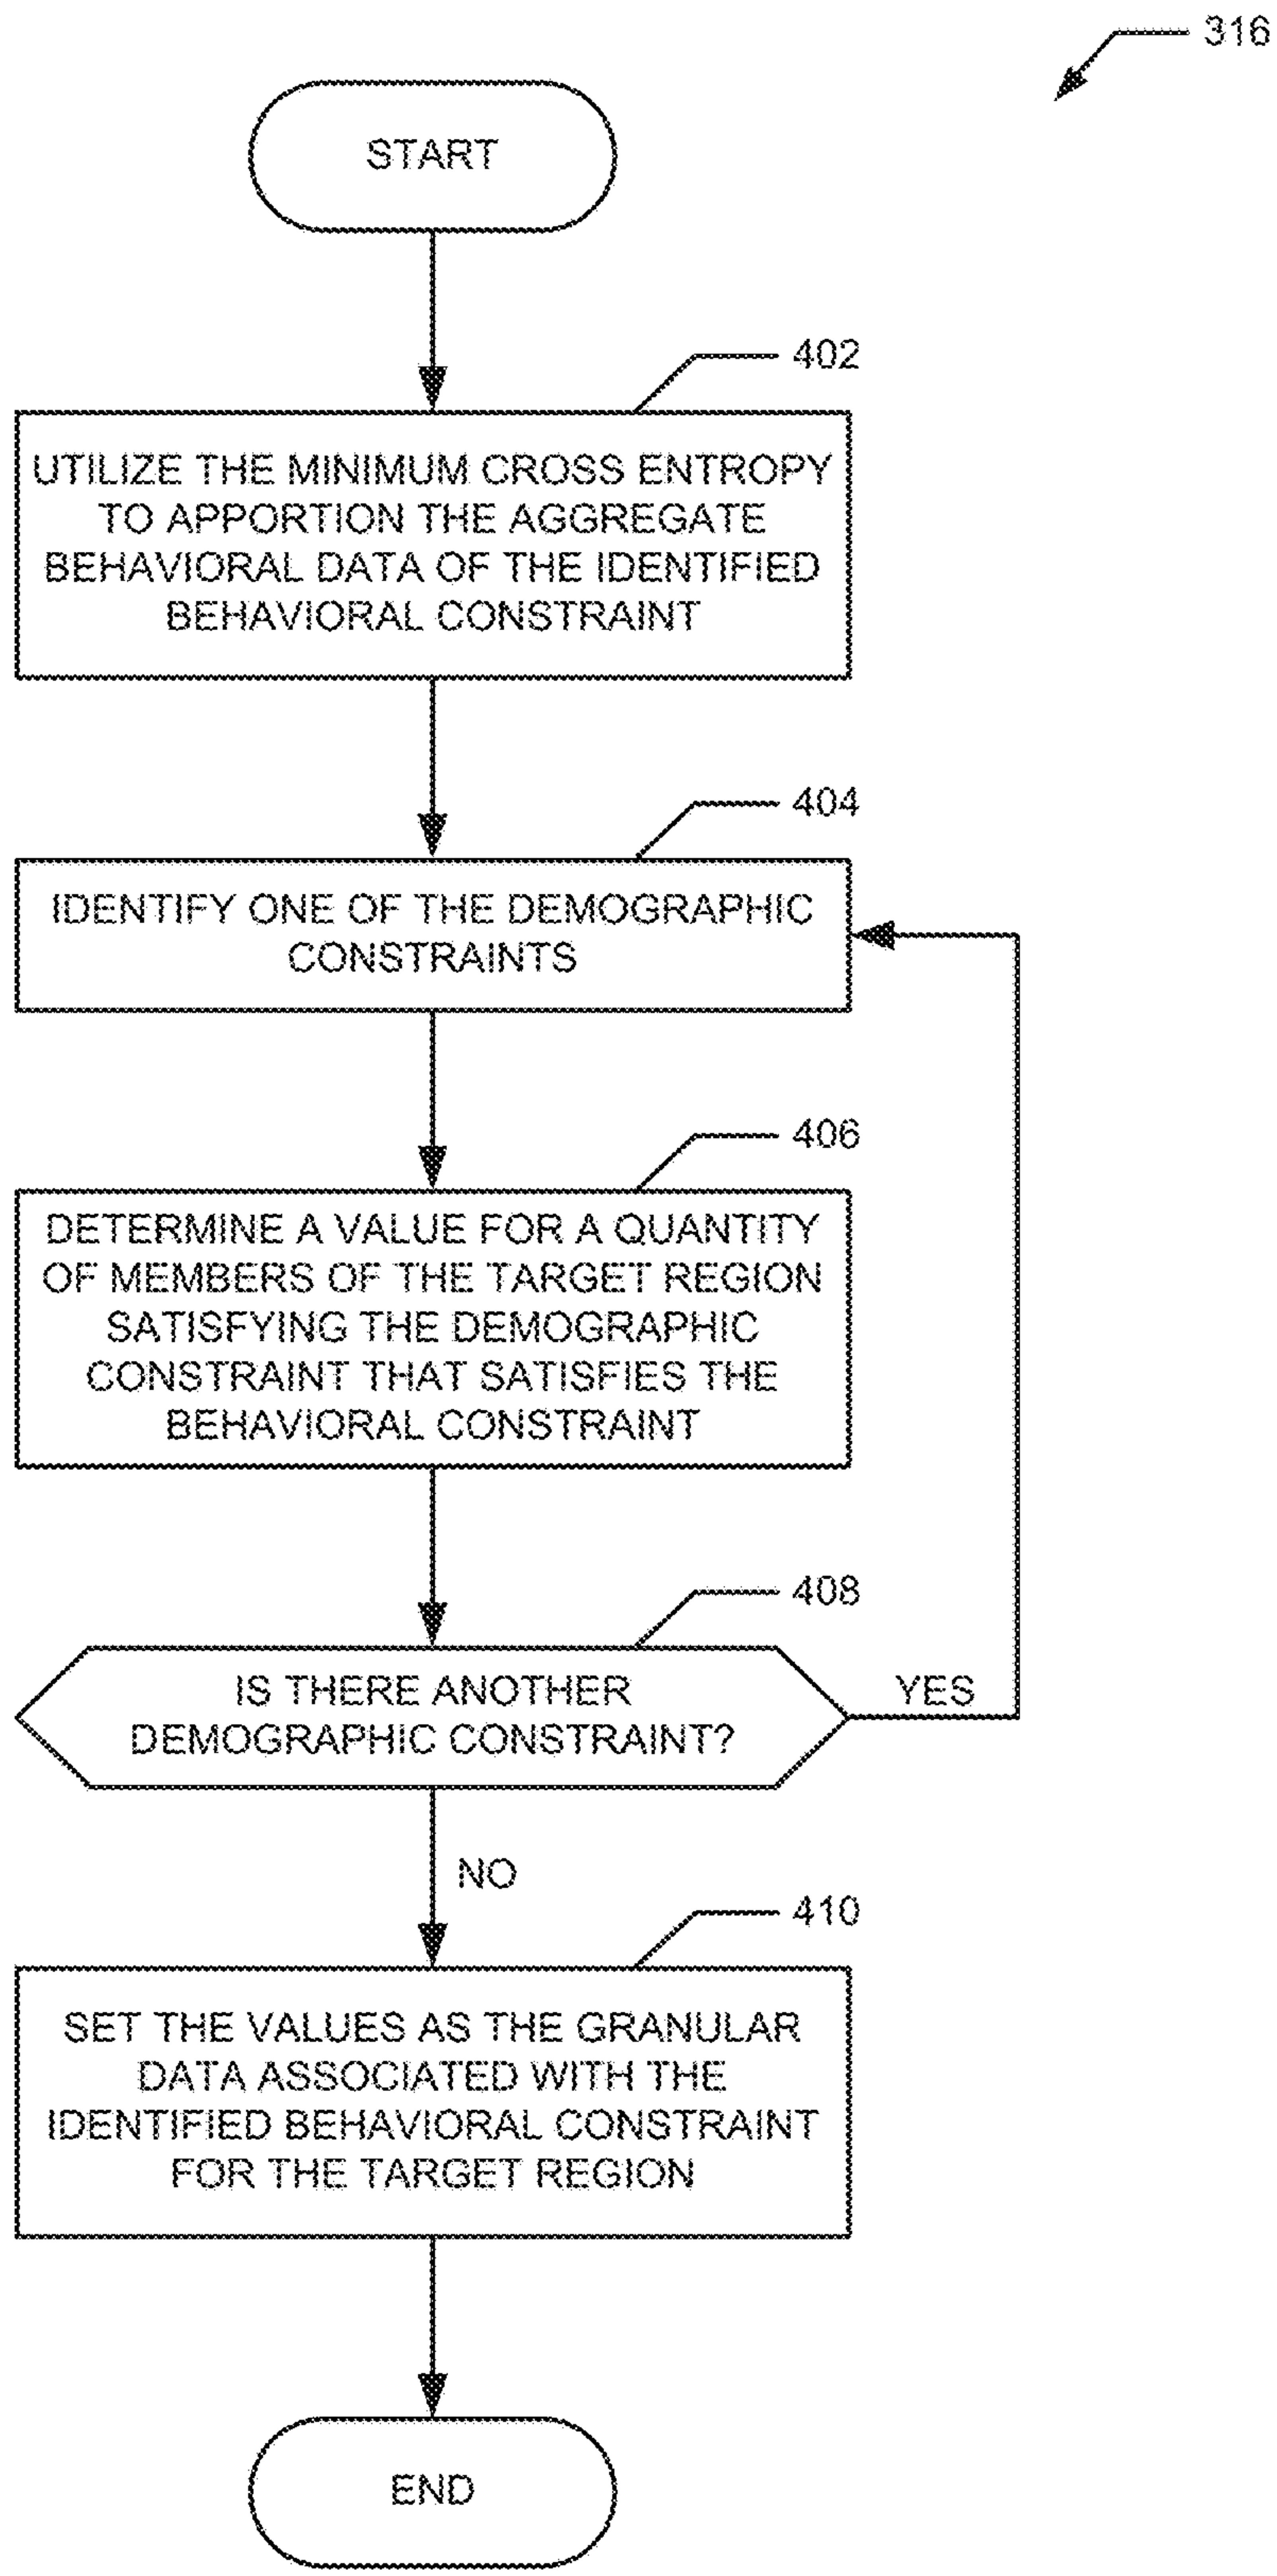 316
START
402
UTILIZE THE MINIMUM CROSS ENTROPY
TO APPORTION THE AGGREGATE
BEHAVIORAL DATA OF THE IDENTIFIED
BEHAVIORAL CONSTRAINT
404
IDENTIFY ONE OF THE DEMOGRAPHIC
CONSTRAINTS
406
DETERMINE A VALUE FOR A QUANTITY
OF MEMBERS OF THE TARGET REGION
SATISFYING THE DEMOGRAPHIC
CONSTRAINT THAT SATISFIES THE
BEHAVIORAL CONSTRAINT
408
IS THERE ANOTHER
DEMOGRAPHIC CONSTRAINT?
YES
NO
410
SET THE VALUES AS THE GRANULAR
DATA ASSOCIATED WITH THE
IDENTIFIED BEHAVIORAL CONSTRAINT
FOR THE TARGET REGION
END